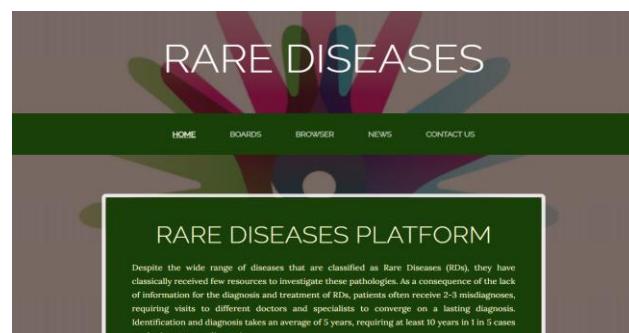 RARE DISEASES
HOME BOARDS BROWSER NEWS CONTACT US
RARE DISEASES PLATFORM
Despite the wide range of diseases that are classified as Rare Diseases (RDs), they have
classically received few resources to investigate these pathologies. As a consequence of the lack
of information for the diagnosis and treatment of RDs, patients often receive 2-3 misdiagnoses,
requiring visits to different doctors and specialists to converge on a lasting diagnosis.
Identification and diagnosis takes an average of 5 years, requiring at least 10 years in 1 in 5 cases